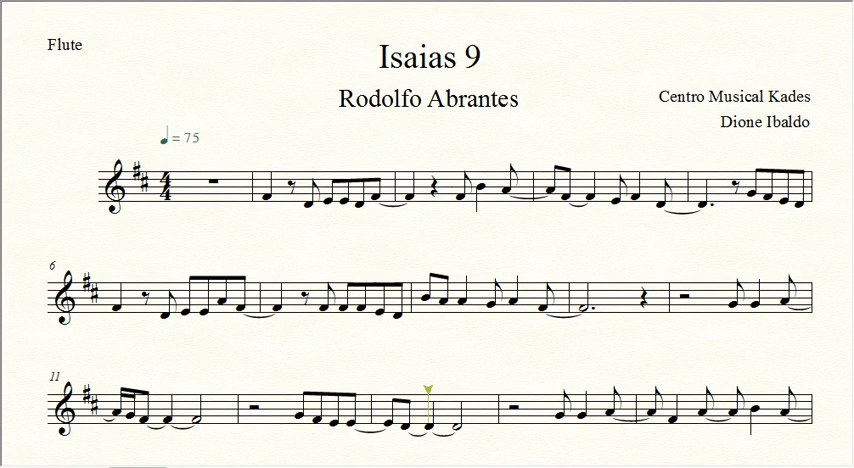 Flute
Isaias 9
Rodolfo Abrantes
Centro Musical Kades
Dione Ibaldo
= 75
4
4
6
11